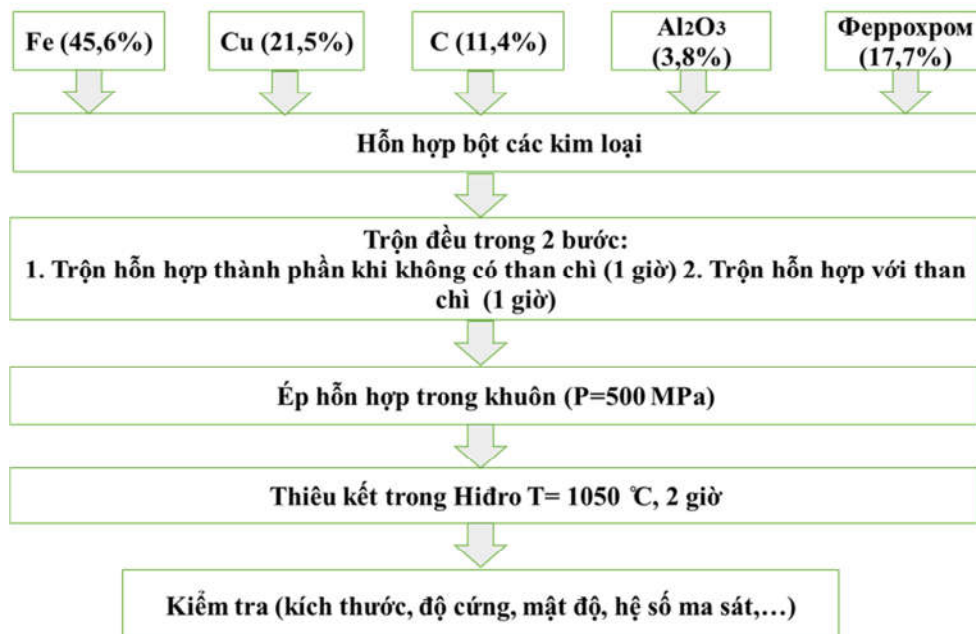 Fe (45,6%)
Cu (21,5%)
C (11,4%)
Al2O3
(3,8%)
Феррохром
(17,7%)
Hỗn hợp bột các kim loại
Trộn đều trong 2 bước:
1. Trộn hỗn hợp thành phần khi không có than chì (1 giờ) 2. Trộn hỗn hợp với than
chì (1 giờ)
Ép hỗn hợp trong khuôn (P=500 MPa)
Thiêu kết trong Hiđro T= 1050 ℃, 2 giờ
Kiểm tra (kích thước, độ cứng, mật độ, hệ số ma sát,…)